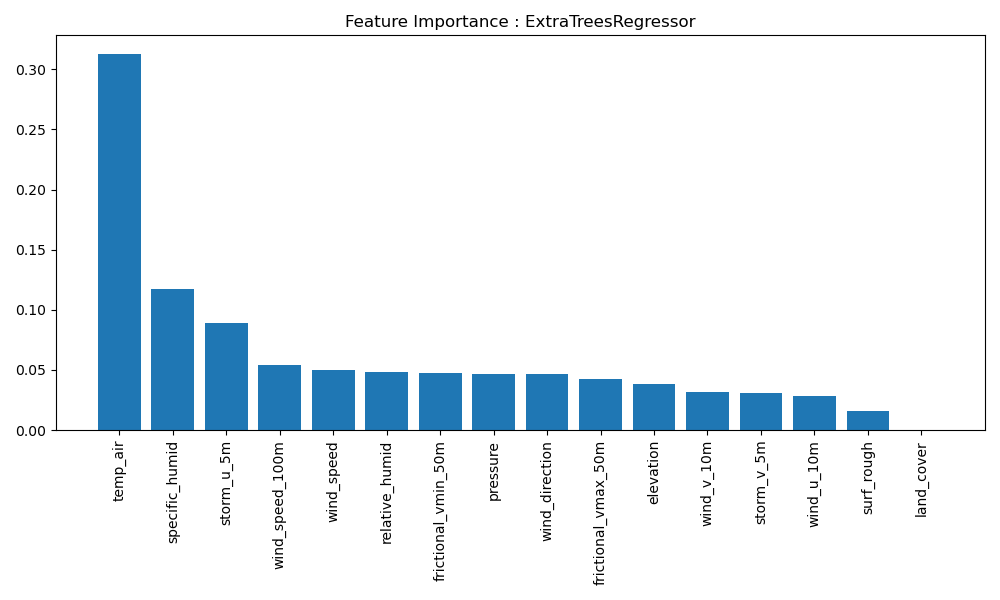 Feature Importance : ExtraTreesRegressor
0.30
0.25
0.20
0.15
0.10
0.05
0.00
temp_air
specific_humid
storm_u_5m
wind_speed_100m
wind_speed
relative_humid
frictional_vmin_50m
pressure
wind_direction
frictional_vmax_50m
elevation
wind_v_10m
storm_v_5m
wind_u_10m
surf_rough
land_cover